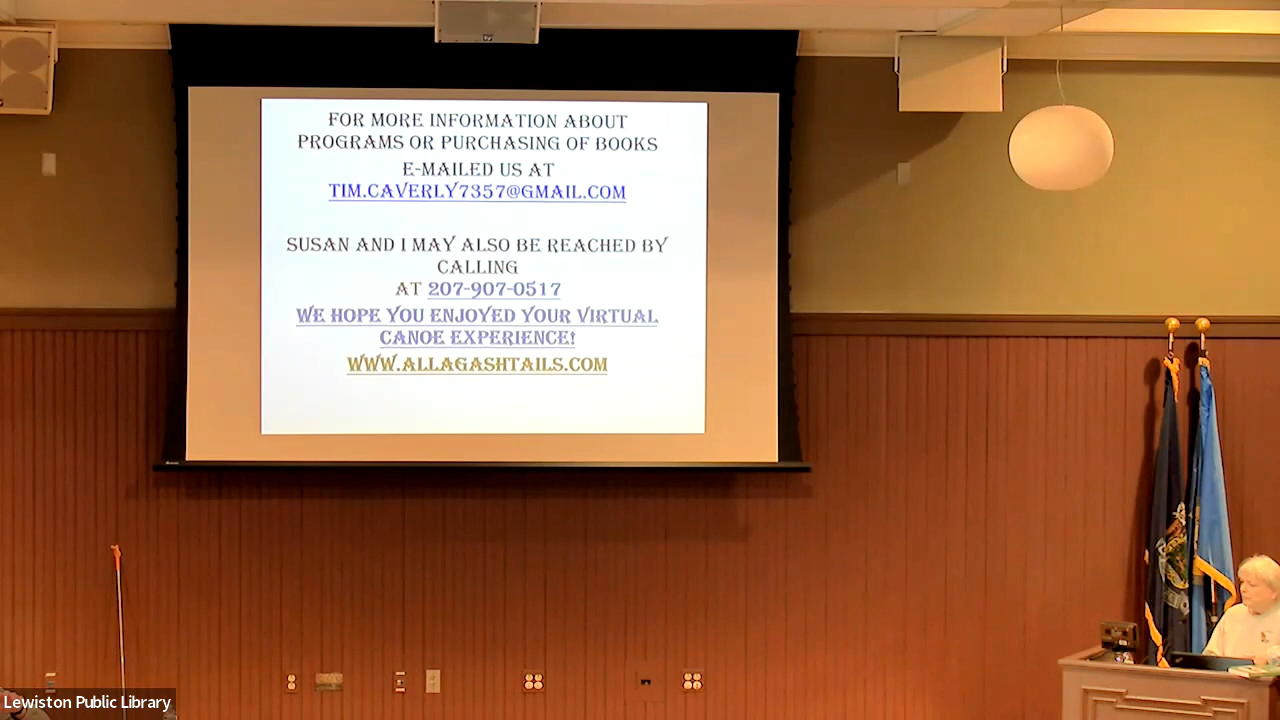 FOR MORE INFORMATION ABOUT
PROGRAMS OR PURCHASING OF BOOKS
E-MAILED US AT
TIM.CAVERLY7357@GMAIL.COM
SUSAN AND I MAY ALSO BE REACHED BY
CALLING
AT 207-907-0517
WE HOPE YOU ENJOYED YOUR VIRTUAL
CANOE EXPERIENCE!
WWW.ALLAGASHTAILS.COM
Lewiston Public Library